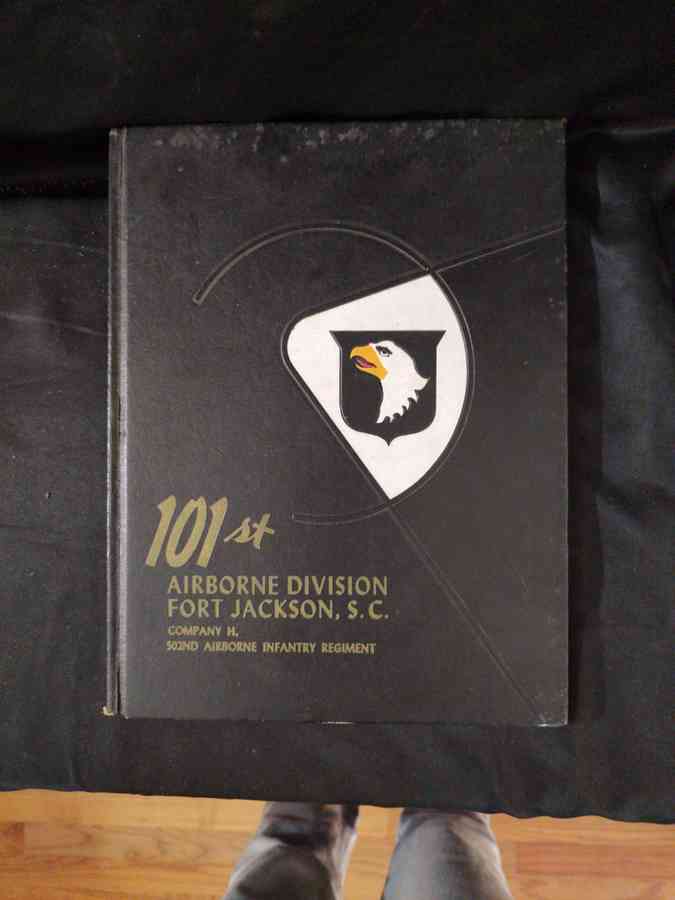 101st
AIRBORNE DIVISION
FORT JACKSON, S.C.
COMPANY H,
502ND AIRBORNE INFANTRY REGIMENT